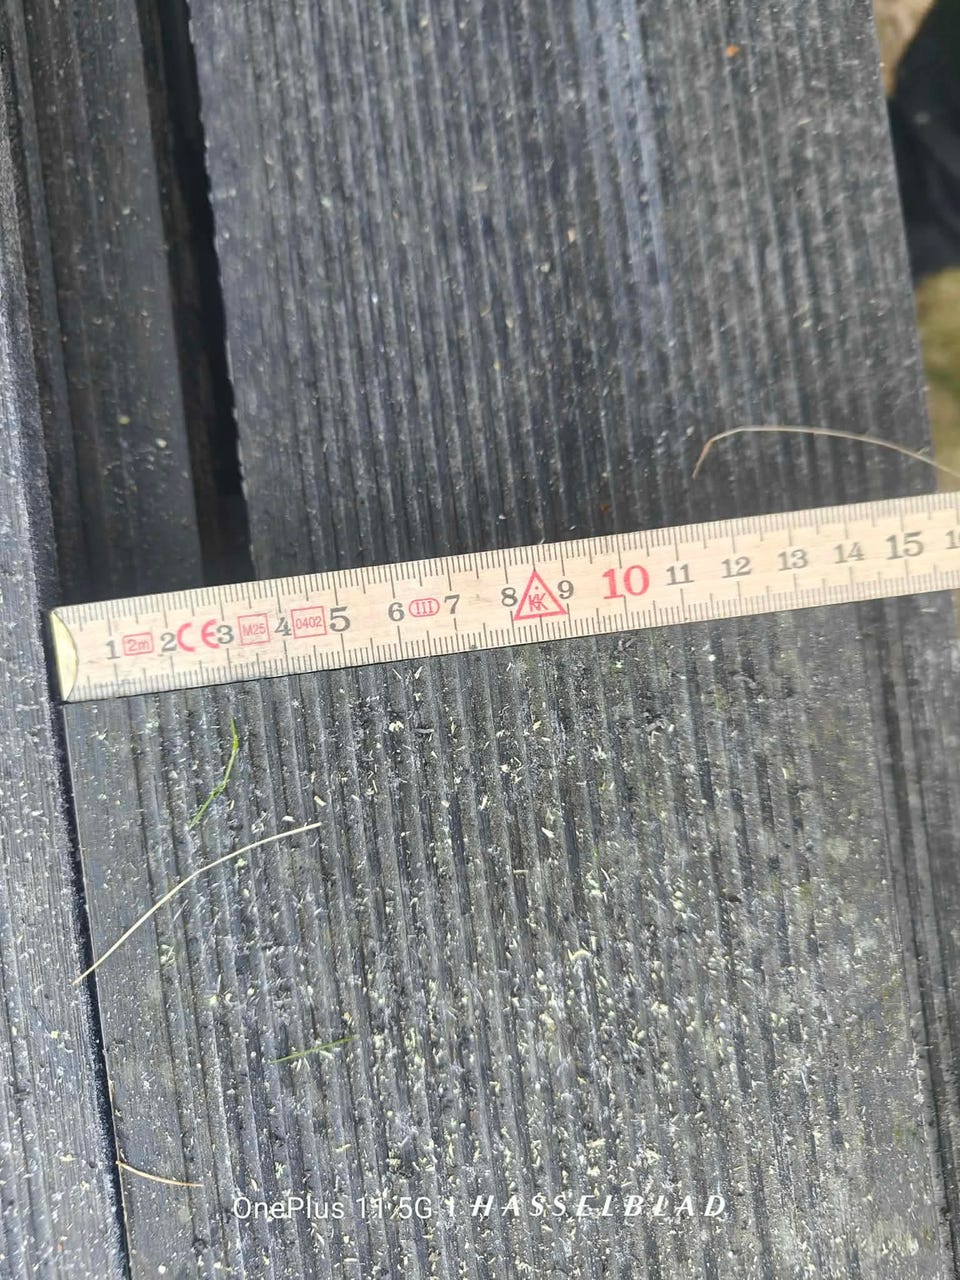 1 2m 2 CE 3 M25 4 0402 5 6 III 7 8 KK 9 10 11 12 13 14 15
OnePlus 11 5G | HASSELBLAD